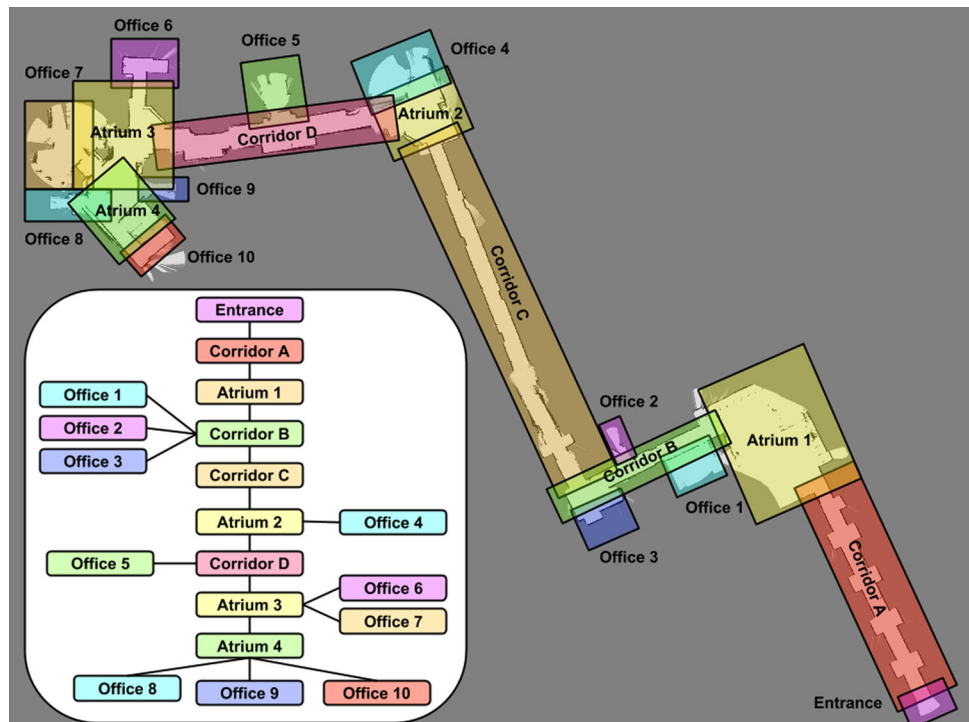 Office 6
Office 5
Office 4
Office 7
Atrium 3
Corridor D
Atrium 2
Office 9
Atrium 4
Office 8
Office 10
Corridor C
Office 2
Corridor B
Atrium 1
Office 1
Office 3
Corridor A
Entrance
Entrance
Corridor A
Office 1
Atrium 1
Office 2
Corridor B
Office 3
Corridor C
Atrium 2
Office 4
Office 5
Corridor D
Office 6
Atrium 3
Office 7
Atrium 4
Office 8
Office 9
Office 10